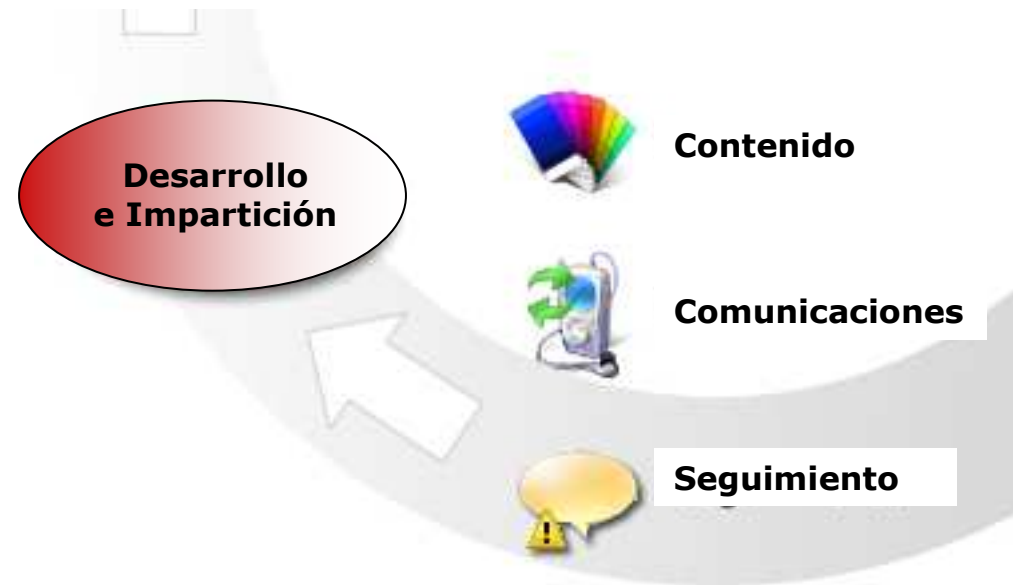 Desarrollo
e Impartición
Contenido
Comunicaciones
Seguimiento